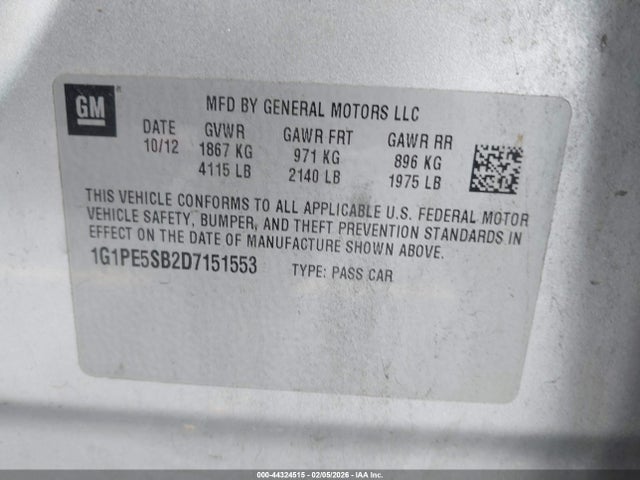 GM
MFD BY GENERAL MOTORS LLC
DATE GVWR GAWR FRT GAWR RR
10/12 1867 KG 971 KG 896 KG
4115 LB 2140 LB 1975 LB
THIS VEHICLE CONFORMS TO ALL APPLICABLE U.S. FEDERAL MOTOR
VEHICLE SAFETY, BUMPER, AND THEFT PREVENTION STANDARDS IN
EFFECT ON THE DATE OF MANUFACTURE SHOWN ABOVE.
1G1PE5SB2D7151553 TYPE: PASS CAR
000-44324515 - 02/05/2026 - IAA Inc.